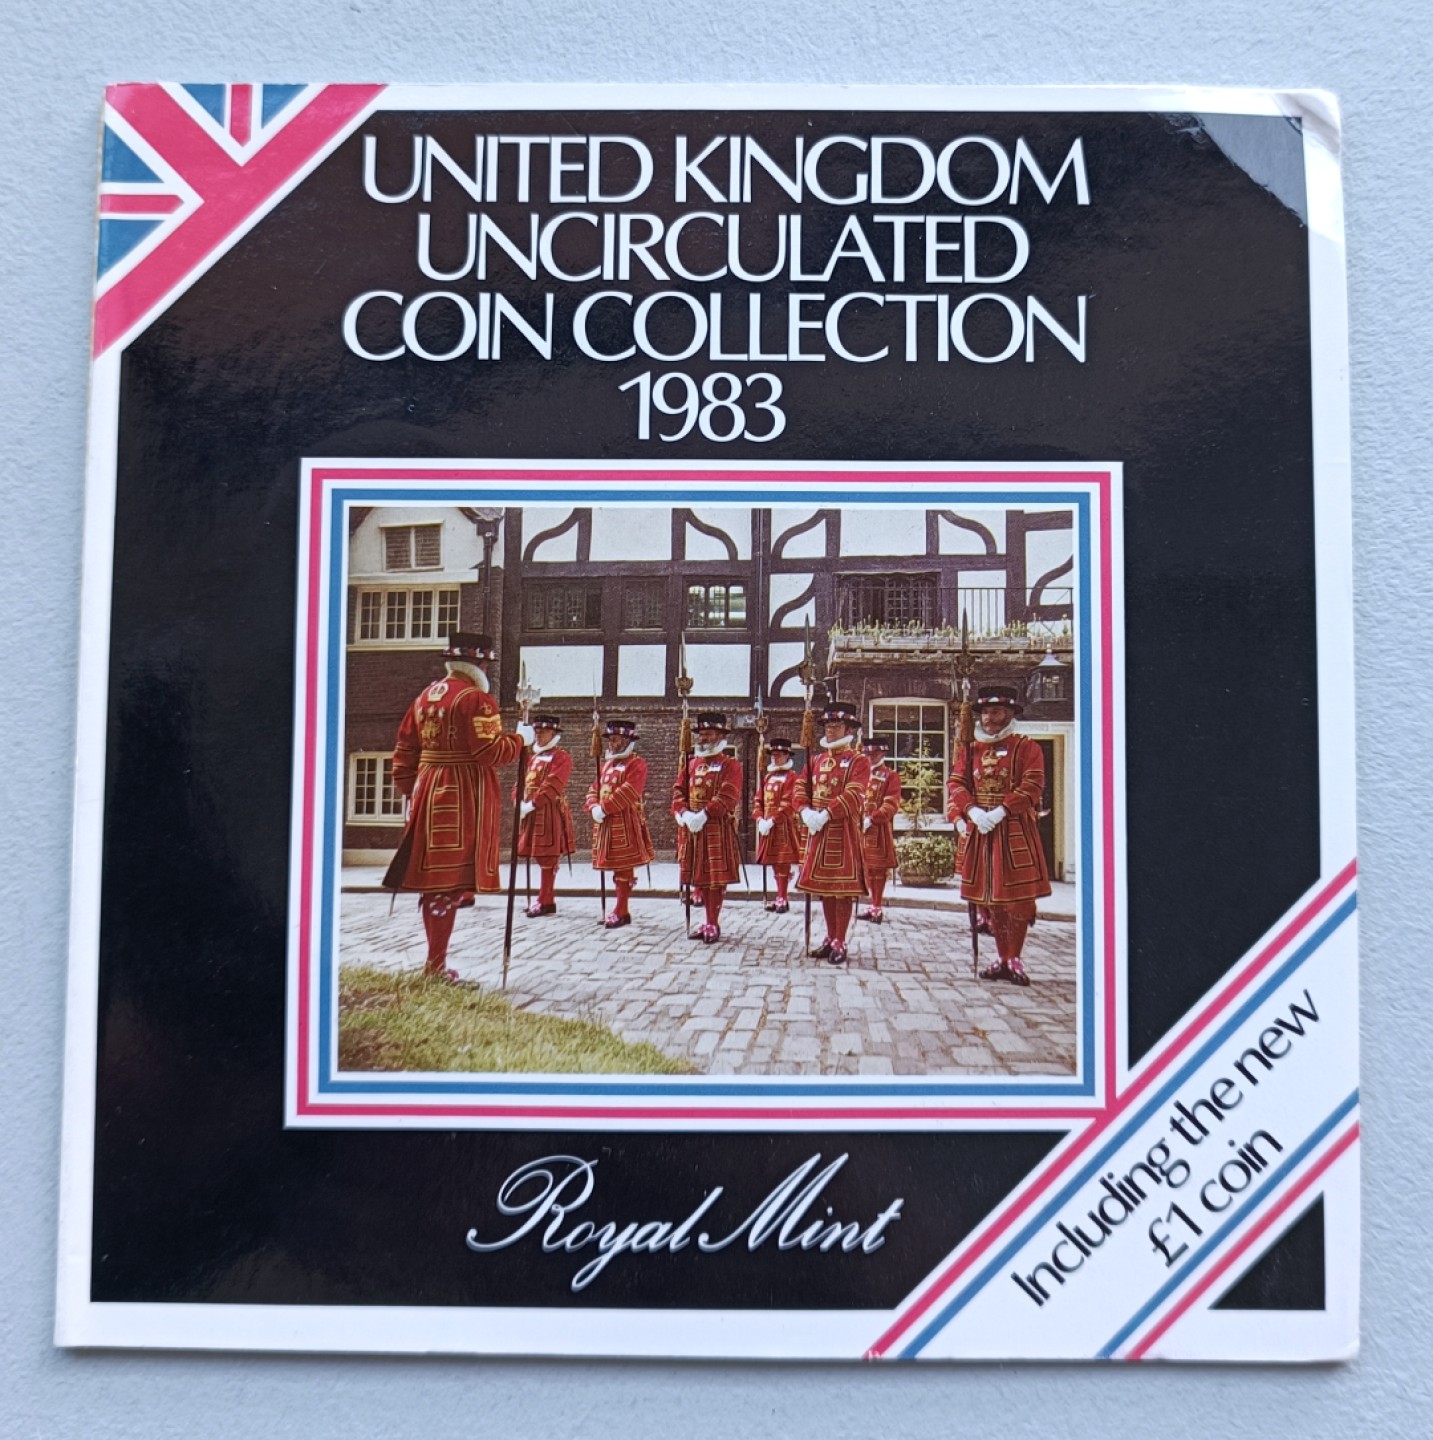 UNITED KINGDOM
UNCIRCULATED
COIN COLLECTION
1983
Royal Mint
Including the new
£1 coin